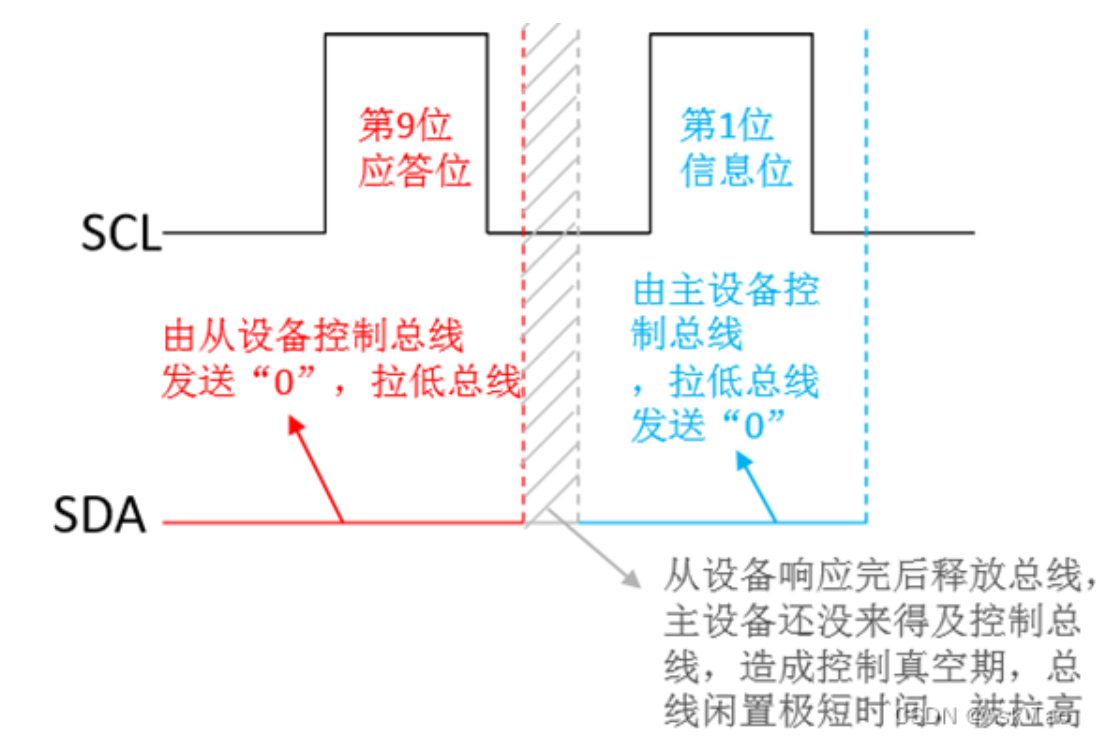 第9位
应答位
第1位
信息位
SCL
由主设备控
制总线
，拉低总线
发送“0”
由从设备控制总线
发送“0”，拉低总线
SDA
从设备响应完后释放总线，
主设备还没来得及控制总
线，造成控制真空期，总
线闲置极短时间，被拉高
CSDN